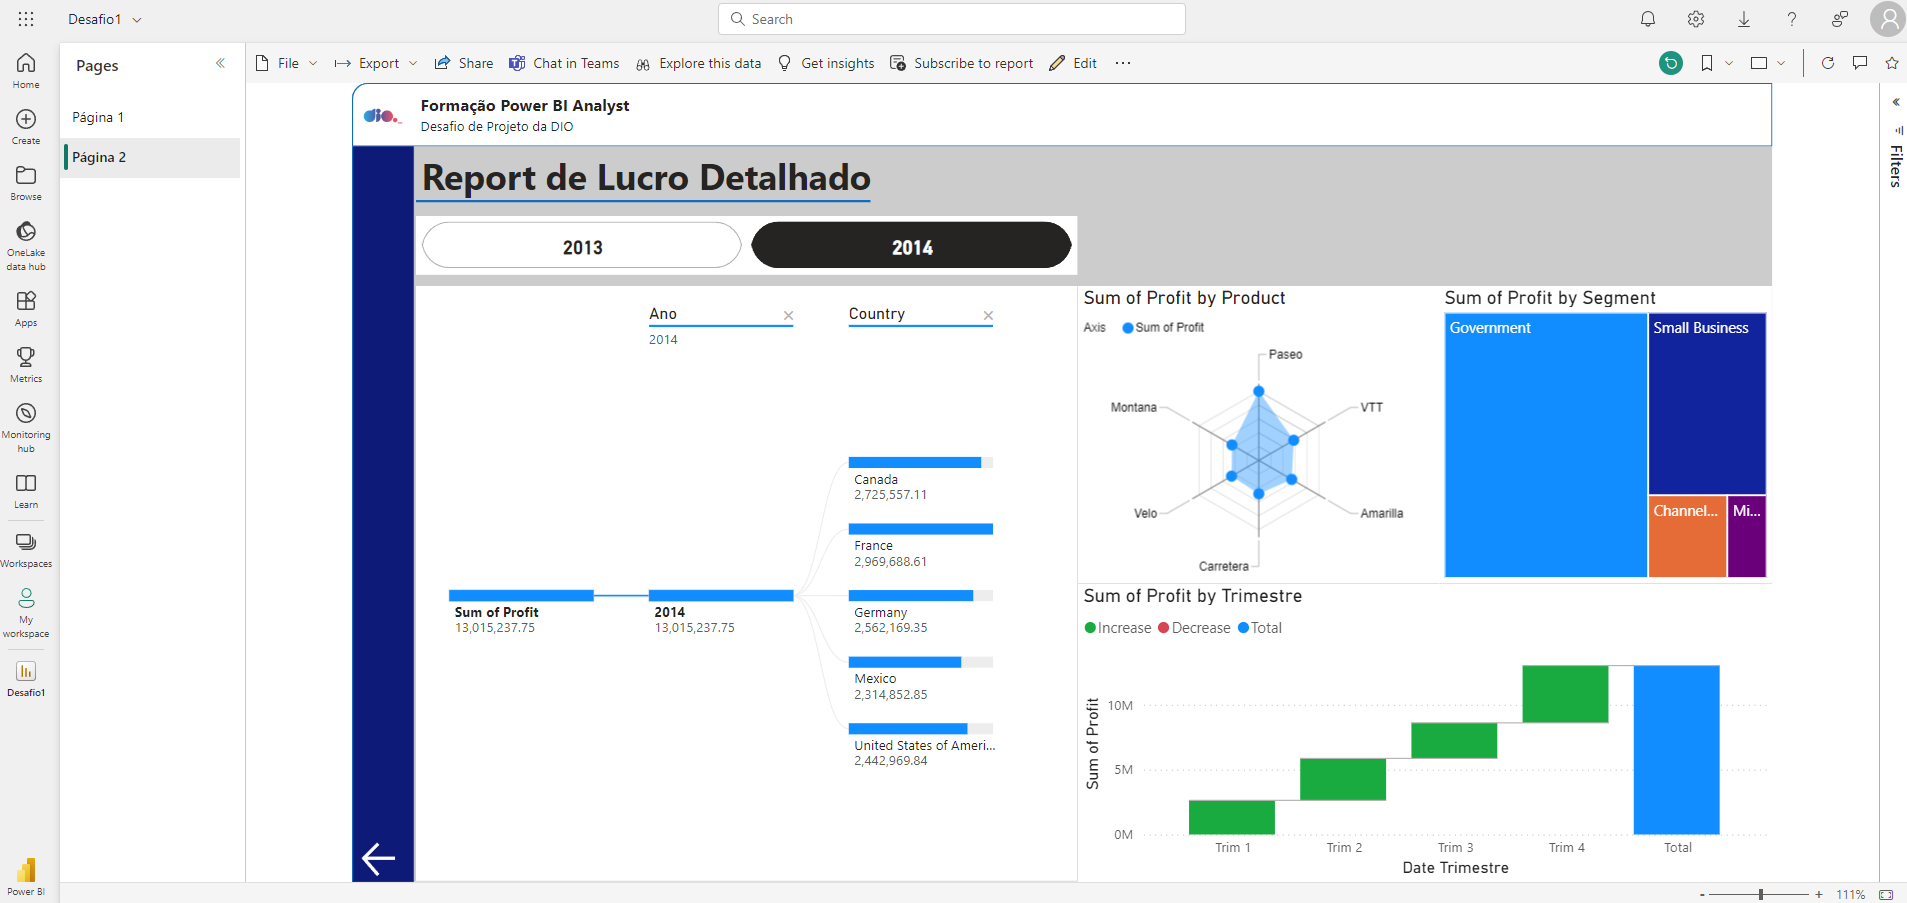 Desafio1
Search
Home
Create
Browse
OneLake
data hub
Apps
Metrics
Monitoring
hub
Learn
Workspaces
My
workspace
Desafio1
Power BI
Pages
Página 1
Página 2
File
Export
Share
Chat in Teams
Explore this data
Get insights
Subscribe to report
Edit
Filters
dio.
Formação Power BI Analyst
Desafio de Projeto da DIO
Report de Lucro Detalhado
2013
2014
Ano
2014
Country
Sum of Profit
13,015,237.75
2014
13,015,237.75
Canada
2,725,557.11
France
2,969,688.61
Germany
2,562,169.35
Mexico
2,314,852.85
United States of Ameri...
2,442,969.84
Sum of Profit by Product
Axis Sum of Profit
Paseo
VTT
Amarilla
Carretera
Velo
Montana
Sum of Profit by Segment
Government
Small Business
Channel...
Mi...
Sum of Profit by Trimestre
Increase Decrease Total
Sum of Profit
10M
5M
0M
Trim 1 Trim 2 Trim 3 Trim 4 Total
Date Trimestre
- + 111%